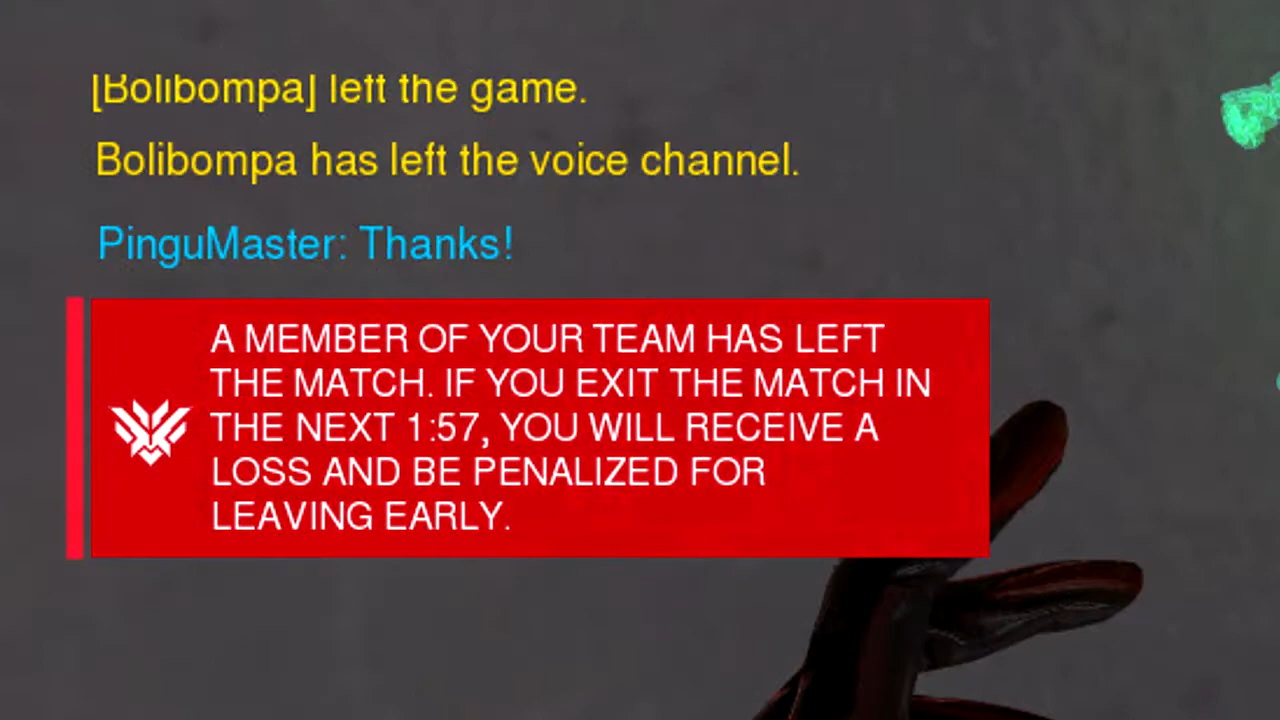 [Bolibompa] left the game.
Bolibompa has left the voice channel.
PinguMaster: Thanks!
A MEMBER OF YOUR TEAM HAS LEFT
THE MATCH. IF YOU EXIT THE MATCH IN
THE NEXT 1:57, YOU WILL RECEIVE A
LOSS AND BE PENALIZED FOR
LEAVING EARLY.